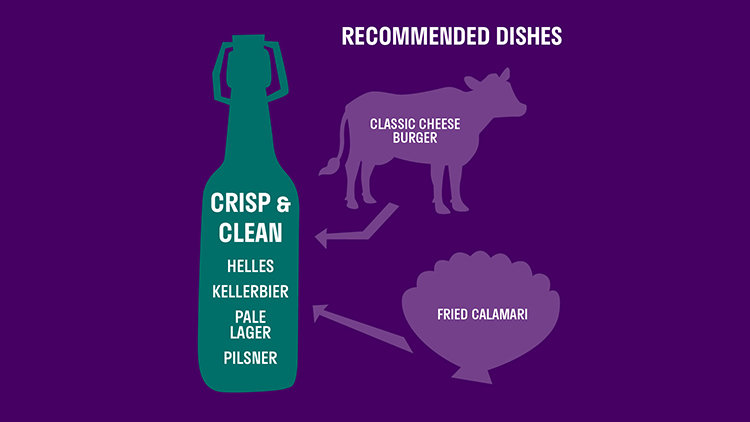 RECOMMENDED DISHES
CLASSIC CHEESE
BURGER
CRISP &
CLEAN
HELLES
KELLERBIER
PALE
LAGER
PILSNER
FRIED CALAMARI